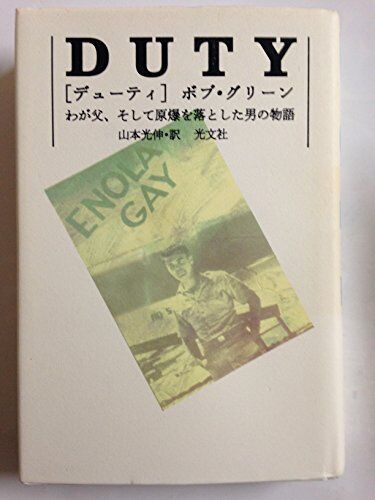 DUTY
[デューティ] ボブ・グリーン
わが父、そして原爆を落とした男の物語
山本光伸・訳 光文社
ENOLA
GAY